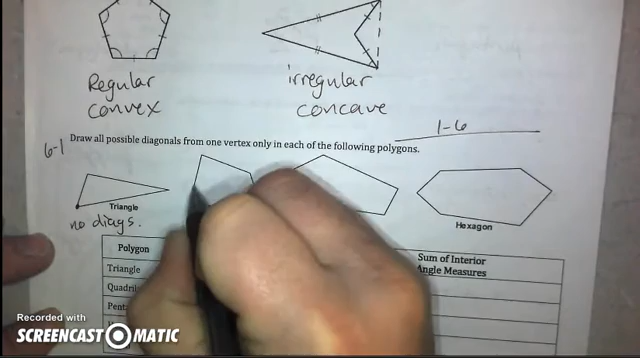 Regular
convex
irregular
concave
1-6
6-1
Draw all possible diagonals from one vertex only in each of the following polygons.
Triangle
no diags.
Hexagon
Polygon
Sum of Interior
Angle Measures
Triangle
Recorded with
SCREENCAST-O-MATIC